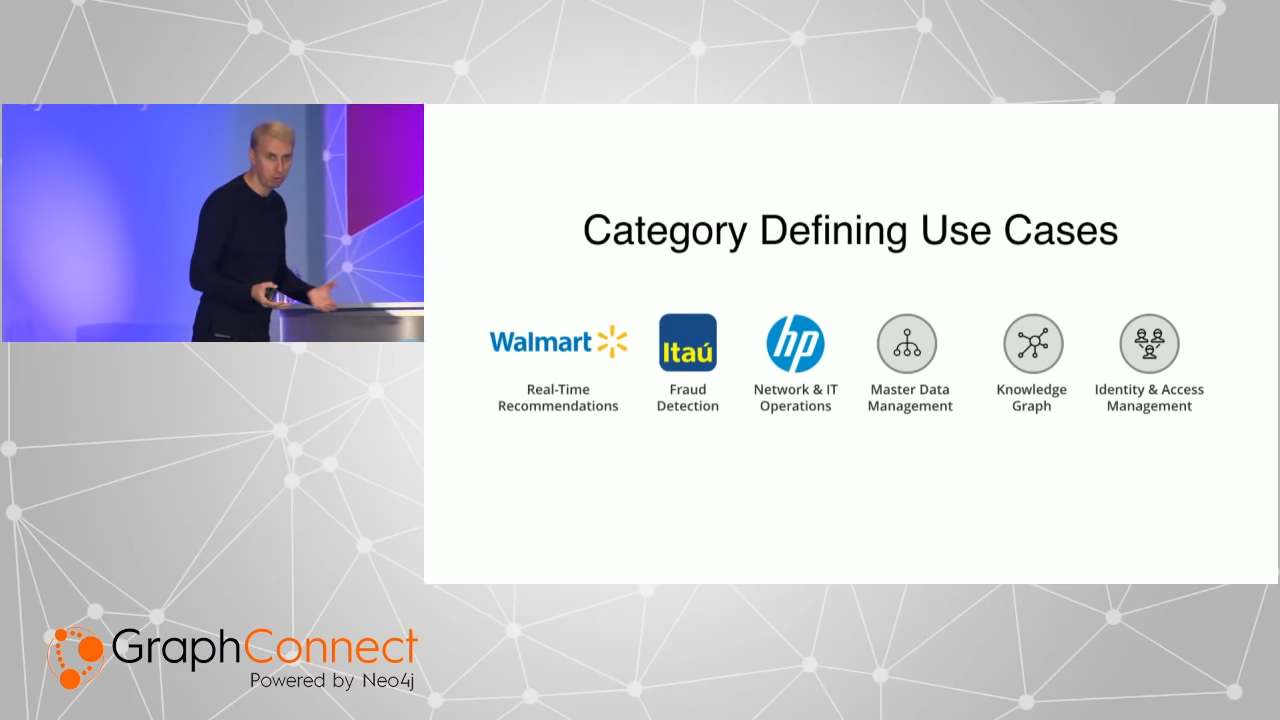 Category Defining Use Cases
Walmart
Itaú
hp
Real-Time
Recommendations
Fraud
Detection
Network & IT
Operations
Master Data
Management
Knowledge
Graph
Identity & Access
Management
GraphConnect
Powered by Neo4j